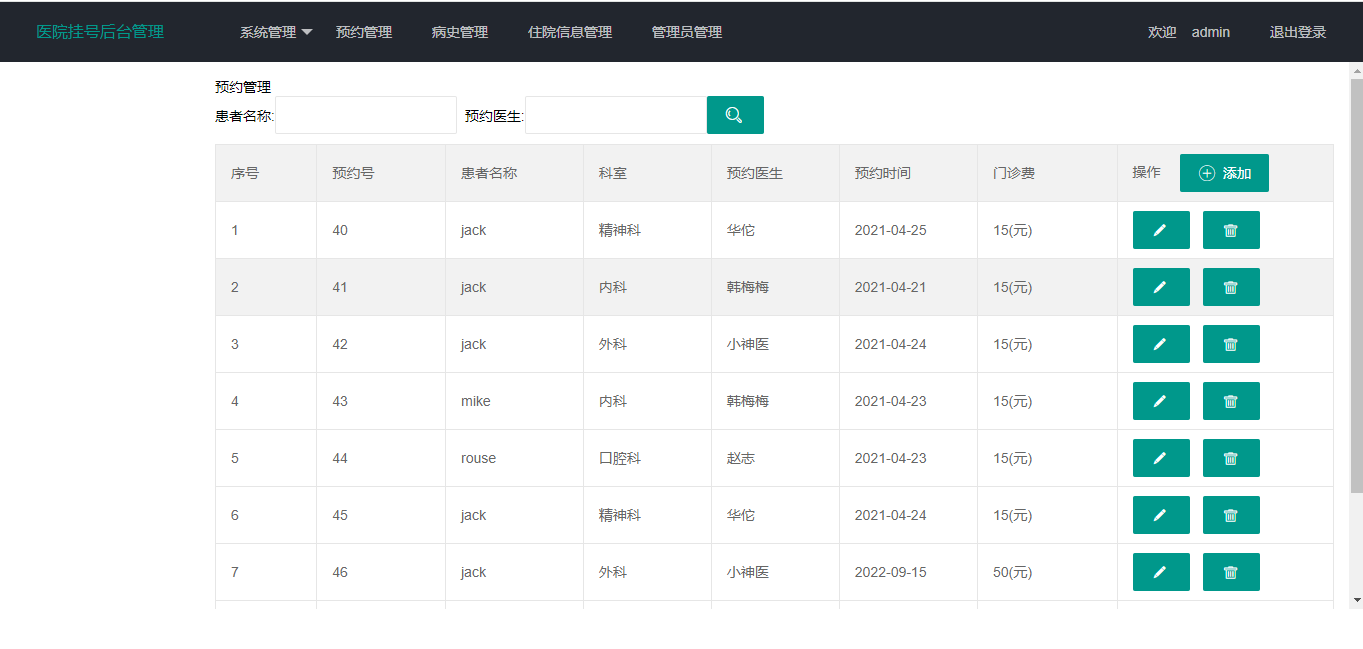 医院挂号后台管理 系统管理 预约管理 病史管理 住院信息管理 管理员管理 欢迎 admin 退出登录
预约管理
患者名称: 预约医生:
序号 预约号 患者名称 科室 预约医生 预约时间 门诊费 操作 添加
1 40 jack 精神科 华佗 2021-04-25 15(元)
2 41 jack 内科 韩梅梅 2021-04-21 15(元)
3 42 jack 外科 小神医 2021-04-24 15(元)
4 43 mike 内科 韩梅梅 2021-04-23 15(元)
5 44 rouse 口腔科 赵志 2021-04-23 15(元)
6 45 jack 精神科 华佗 2021-04-24 15(元)
7 46 jack 外科 小神医 2022-09-15 50(元)